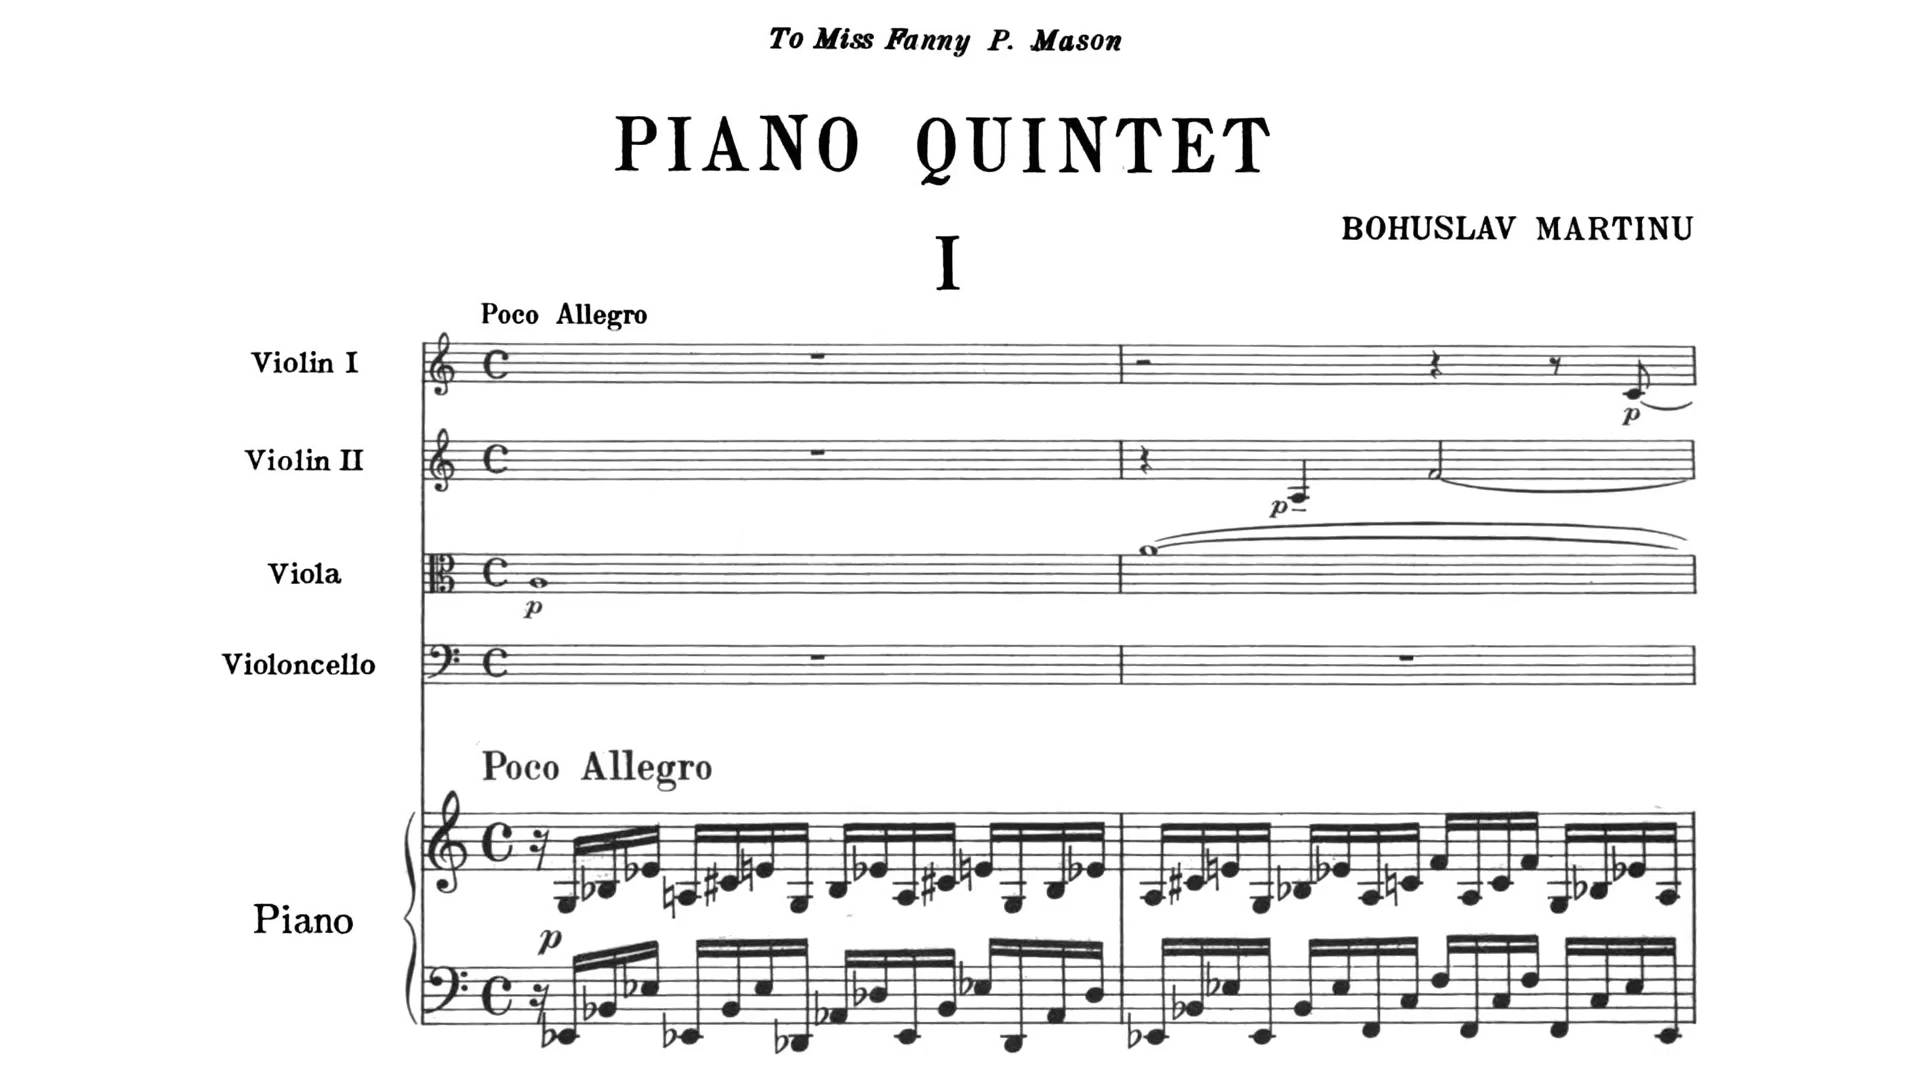 To Miss Fanny P. Mason
PIANO QUINTET
BOHUSLAV MARTINU
I
Poco Allegro
Violin I
p
Violin II
p
Viola
p
Violoncello
Poco Allegro
Piano
p